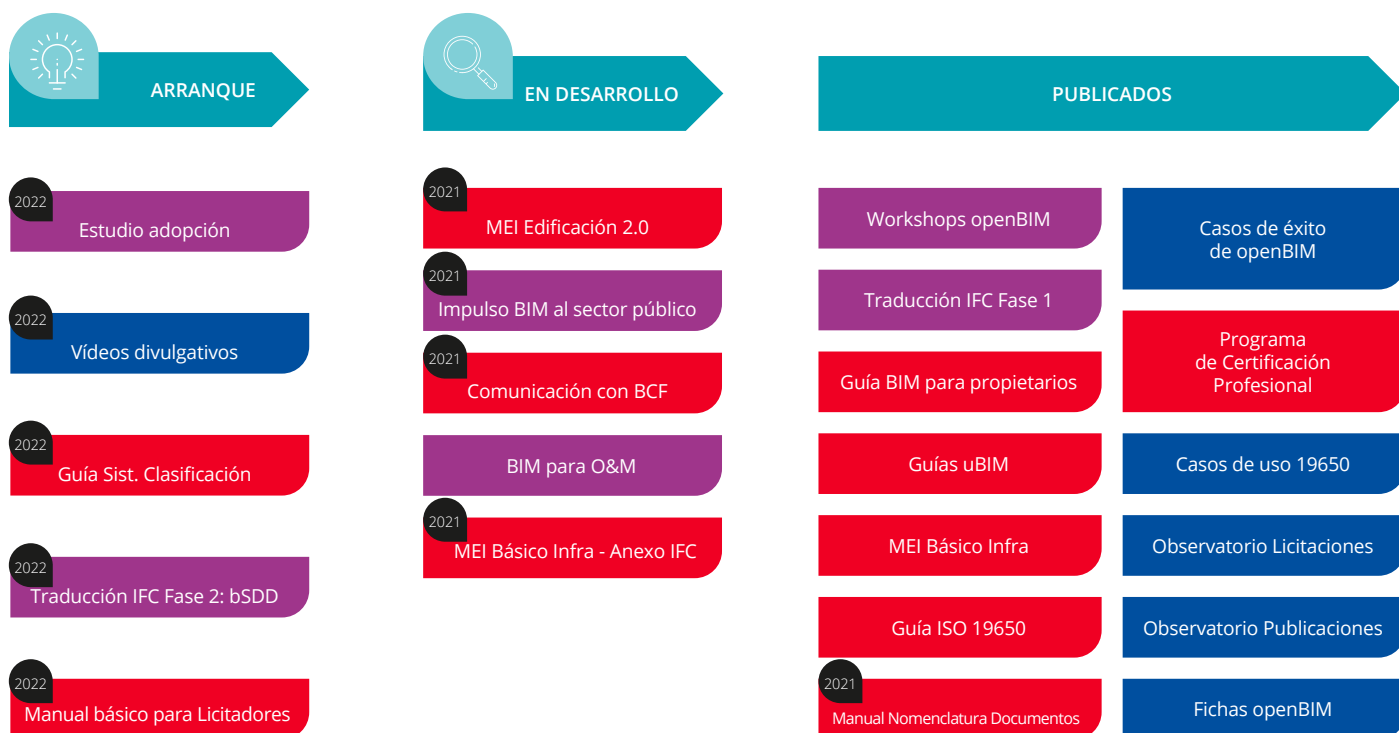 ARRANQUE
2022
Estudio adopción
2022
Vídeos divulgativos
2022
Guía Sist. Clasificación
2022
Traducción IFC Fase 2: bSDD
2022
Manual básico para Licitadores
EN DESARROLLO
2021
MEI Edificación 2.0
2021
Impulso BIM al sector público
2021
Comunicación con BCF
BIM para O&M
2021
MEI Básico Infra - Anexo IFC
PUBLICADOS
Workshops openBIM
Traducción IFC Fase 1
Guía BIM para propietarios
Guías uBIM
MEI Básico Infra
Guía ISO 19650
2021
Manual Nomenclatura Documentos
Casos de éxito
de openBIM
Programa
de Certificación
Profesional
Casos de uso 19650
Observatorio Licitaciones
Observatorio Publicaciones
Fichas openBIM